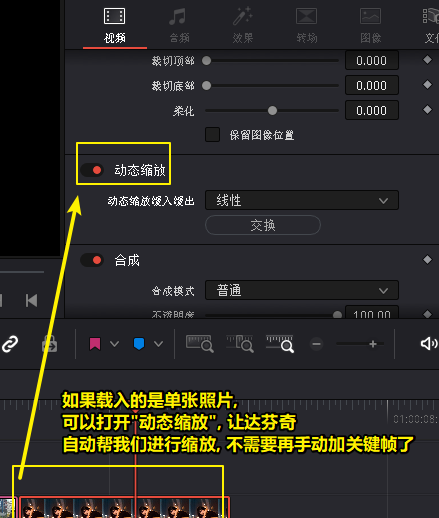 视频
音频
效果
转场
图像
文件
裁切顶部 0.000
裁切底部 0.000
柔化 0.000
保留图像位置
动态缩放
动态缩放缓入缓出 线性
交换
合成
合成模式 普通
不透明度 100.00
01:00:08:
如果载入的是单张照片,
可以打开"动态缩放", 让达芬奇
自动帮我们进行缩放, 不需要再手动加关键帧了